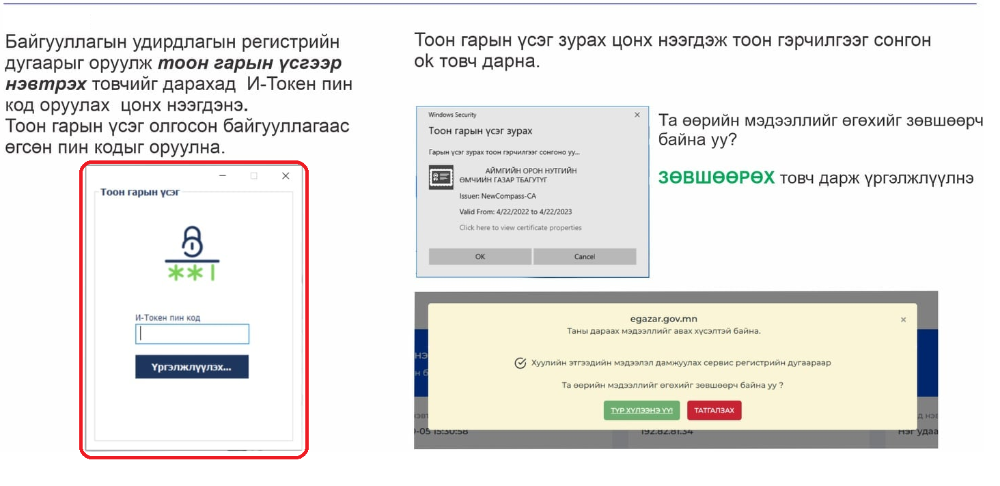 Байгууллагын удирдлагын регистрийн
дугаарыг оруулж тоон гарын үсгээр
нэвтрэх товчийг дарахад И-Токен пин
код оруулах цонх нээгдэнэ.
Тоон гарын үсэг олгосон байгууллагаас
өгсөн пин кодыг оруулна.
Тоон гарын үсэг
**|
И-Токен пин код
Үргэлжлүүлэх...
Тоон гарын үсэг зурах цонх нээгдэж тоон гэрчилгээг сонгон
ok товч дарна.
Windows Security
Тоон гарын үсэг зурах
Гарын үсэг зурах тоон гэрчилгээг сонгоно уу...
АЙМГИЙН ОРОН НУТГИЙН
ӨМЧИЙН ГАЗАР ТБАГУТҮГ
Issuer: NewCompass-CA
Valid From: 4/22/2022 to 4/22/2023
Click here to view certificate properties
OK Cancel
Та өөрийн мэдээллийг өгөхийг зөвшөөрч
байна уу?
ЗӨВШӨӨРӨХ товч дарж үргэлжлүүлнэ
egazar.gov.mn
Таны дараах мэдээллийг авах хүсэлтэй байна.
Хуулийн этгээдийн мэдээлэл дамжуулах сервис регистрийн дугаараар
Та өөрийн мэдээллийг өгөхийг зөвшөөрч байна уу ?
ТҮР ХҮЛЭЭНЭ ҮҮ! ТАТГАЛЗАХ
-05 15:30:58 192.82.81.34 Нэг удаа